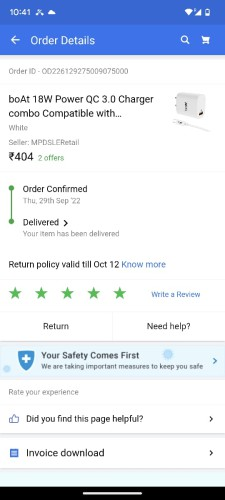 10:41
Order Details
Order ID - OD226129275009075000
boAt 18W Power QC 3.0 Charger
combo Compatible with...
White
Seller: MPDSLERetail
₹404 2 offers
Order Confirmed
Thu, 29th Sep '22
Delivered
Your item has been delivered
Return policy valid till Oct 12 Know more
Write a Review
Return Need help?
Your Safety Comes First
We are taking important measures to keep you safe
Rate your experience
Did you find this page helpful?
Invoice download